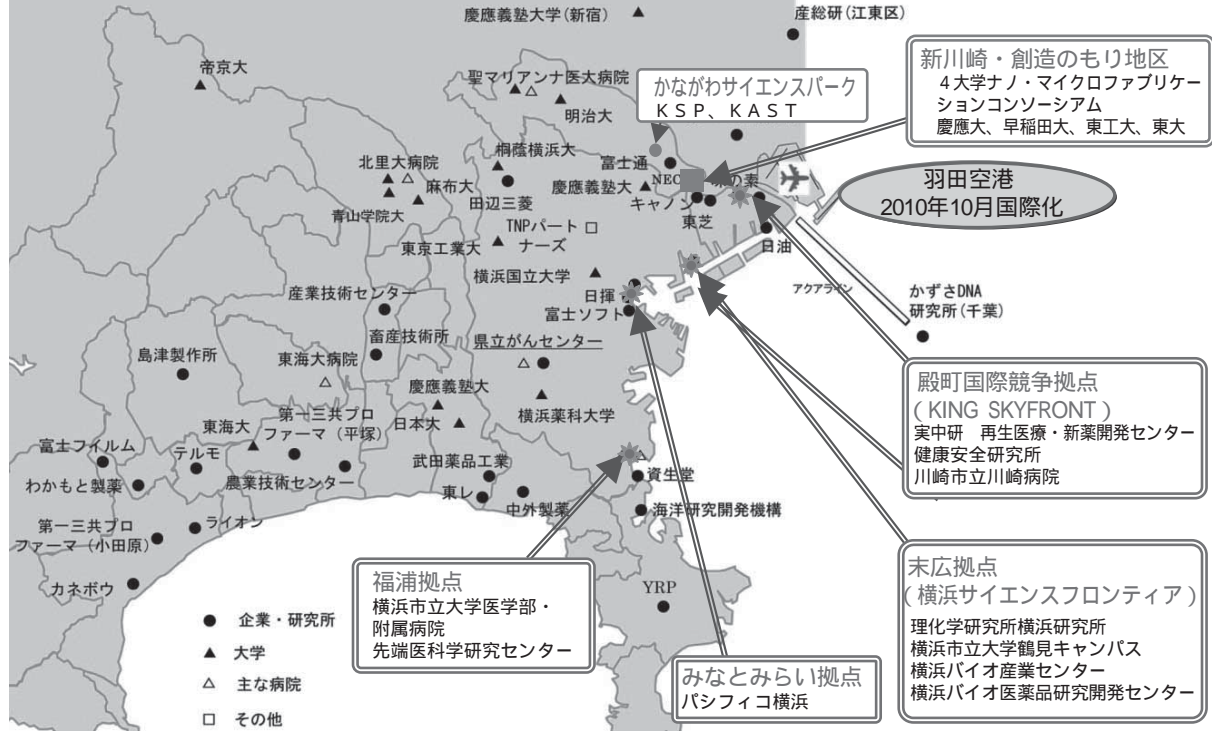 慶應義塾大学(新宿)
産総研(江東区)
帝京大
聖マリアンナ医大病院
明治大
かながわサイエンスパーク
KSP、KAST
新川崎・創造のもり地区
4大学ナノ・マイクロファブリケー
ションコンソーシアム
慶應大、早稲田大、東工大、東大
北里大病院
麻布大
青山学院大
桐蔭横浜大
田辺三菱
富士通
慶應義塾大
NEC
味の素
キャノン
東芝
羽田空港
2010年10月国際化
TNPパート
ナーズ
東京工業大
日油
横浜国立大学
アクアライン
かずさDNA
研究所(千葉)
産業技術センター
日揮
富士ソフト
畜産技術所
県立がんセンター
島津製作所
東海大病院
慶應義塾大
日本大
横浜薬科大学
殿町国際競争拠点
(KING SKYFRONT)
実中研 再生医療・新薬開発センター
健康安全研究所
川崎市立川崎病院
第一三共プロ
ファーマ(平塚)
東海大
富士フイルム
テルモ
わかもと製薬
農業技術センター
武田薬品工業
東レ
中外製薬
資生堂
海洋研究開発機構
第一三共プロ
ファーマ(小田原)
ライオン
カネボウ
YRP
福浦拠点
横浜市立大学医学部・
附属病院
先端医科学研究センター
みなとみらい拠点
パシフィコ横浜
末広拠点
(横浜サイエンスフロンティア)
理化学研究所横浜研究所
横浜市立大学鶴見キャンパス
横浜バイオ産業センター
横浜バイオ医薬品研究開発センター
● 企業・研究所
▲ 大学
△ 主な病院
□ その他